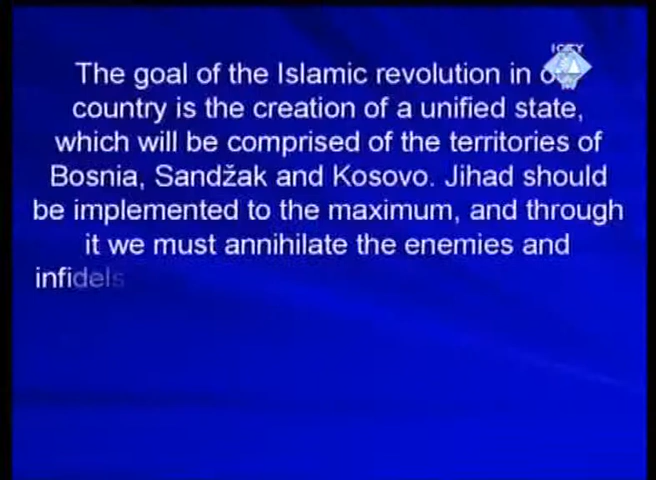 ICTY
The goal of the Islamic revolution in
country is the creation of a unified state,
which will be comprised of the territories of
Bosnia, Sandžak and Kosovo. Jihad should
be implemented to the maximum, and through
it we must annihilate the enemies and
infidels